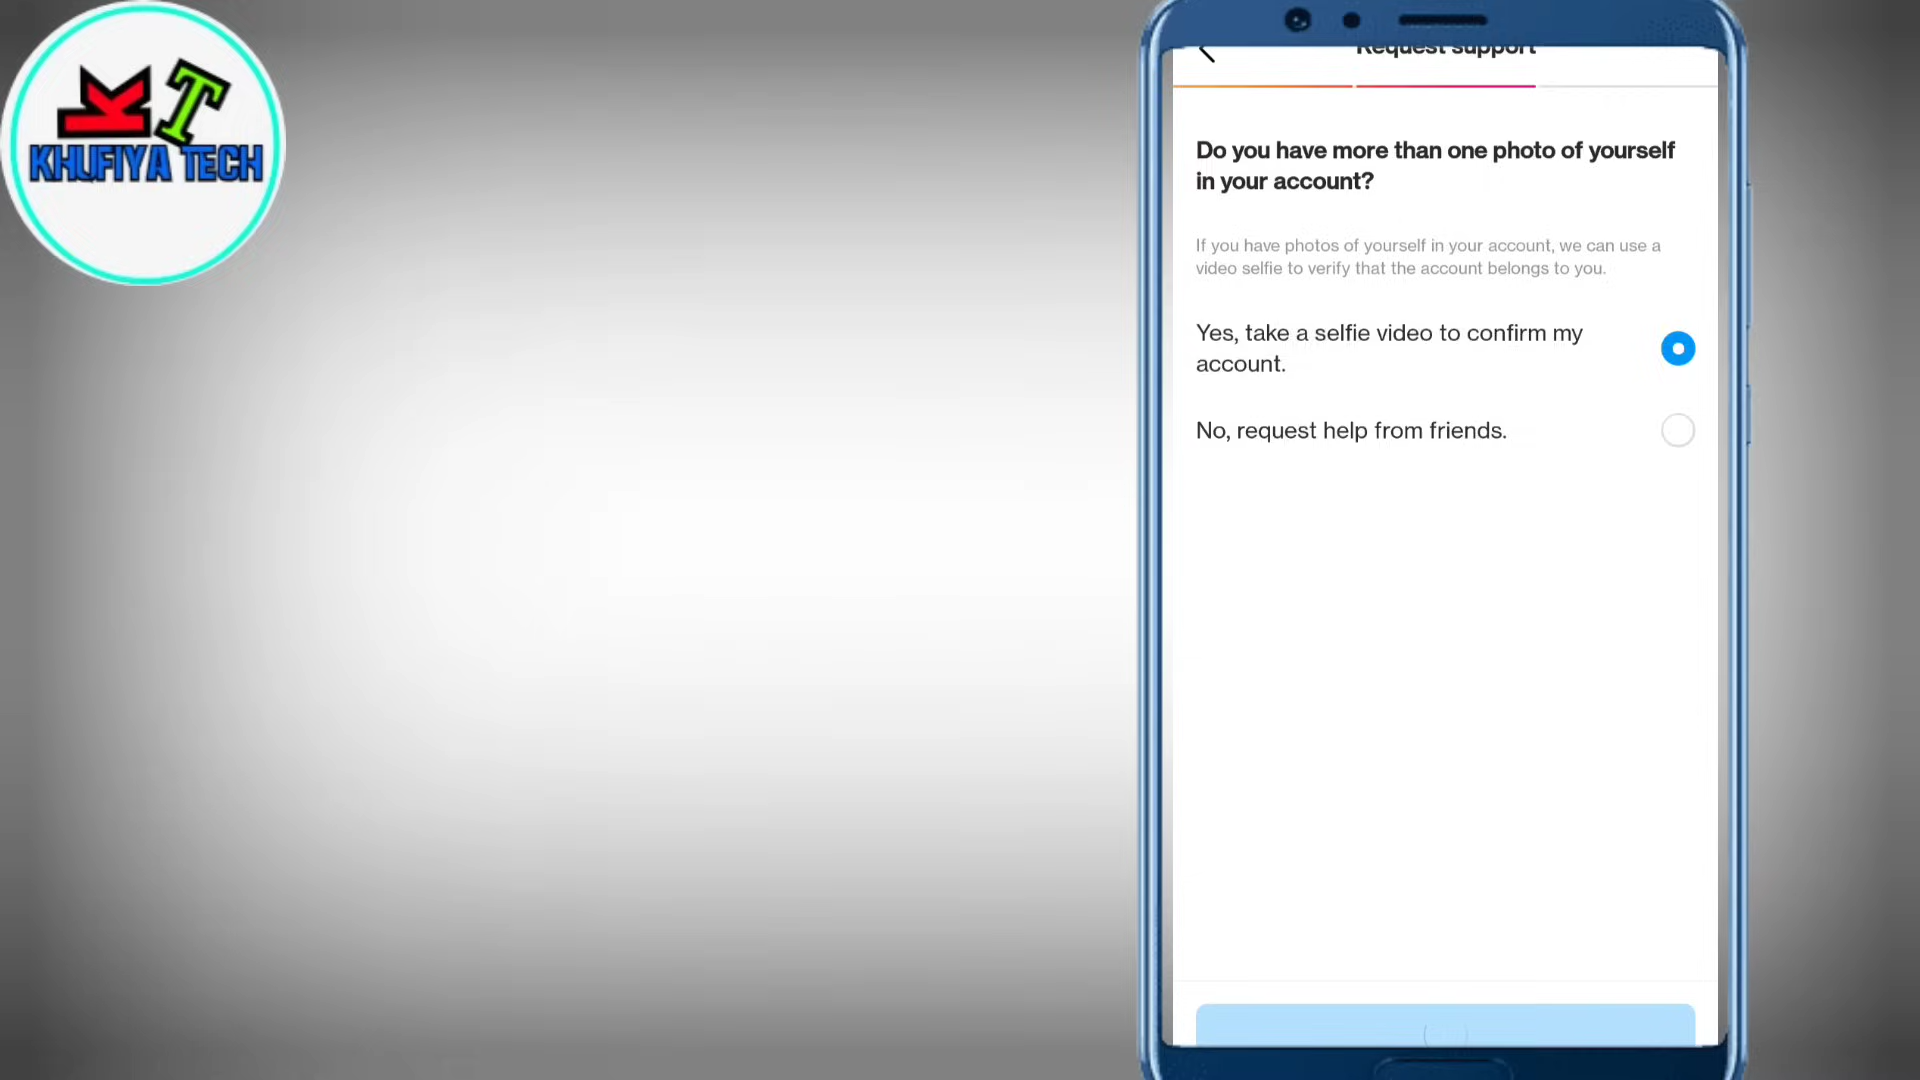 KT
KHUFIYA TECH
Request support
Do you have more than one photo of yourself
in your account?
If you have photos of yourself in your account, we can use a
video selfie to verify that the account belongs to you.
Yes, take a selfie video to confirm my
account.
No, request help from friends.